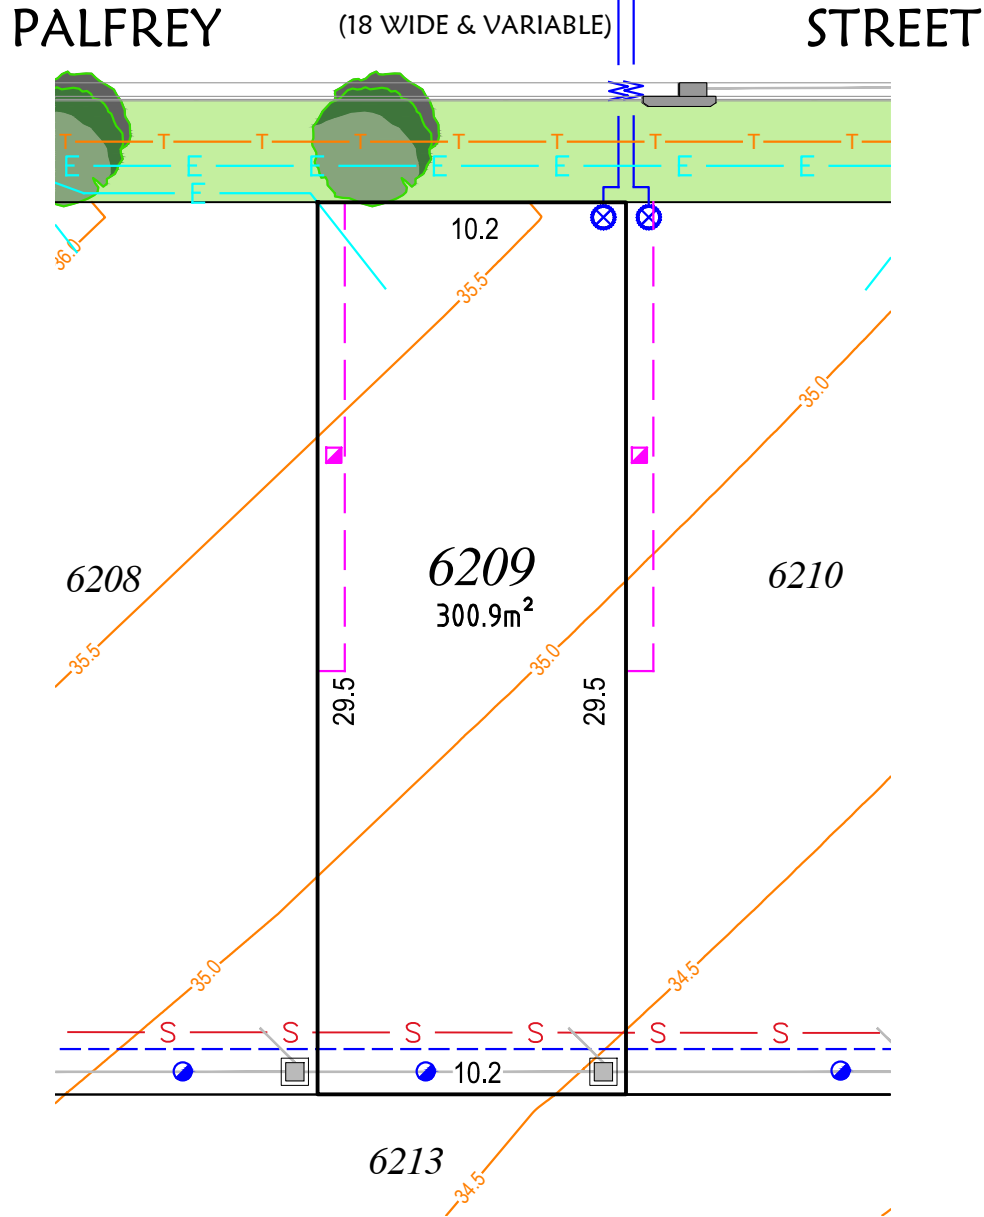 PALFREY (18 WIDE & VARIABLE) STREET
T T T T T T T T T
E E E E E E E
E
10.2
36.0
35.5
35.0
6209
300.9m²
6208
6210
35.5
35.0
29.5
29.5
35.0
34.5
S S S S S S
10.2
6213
34.5